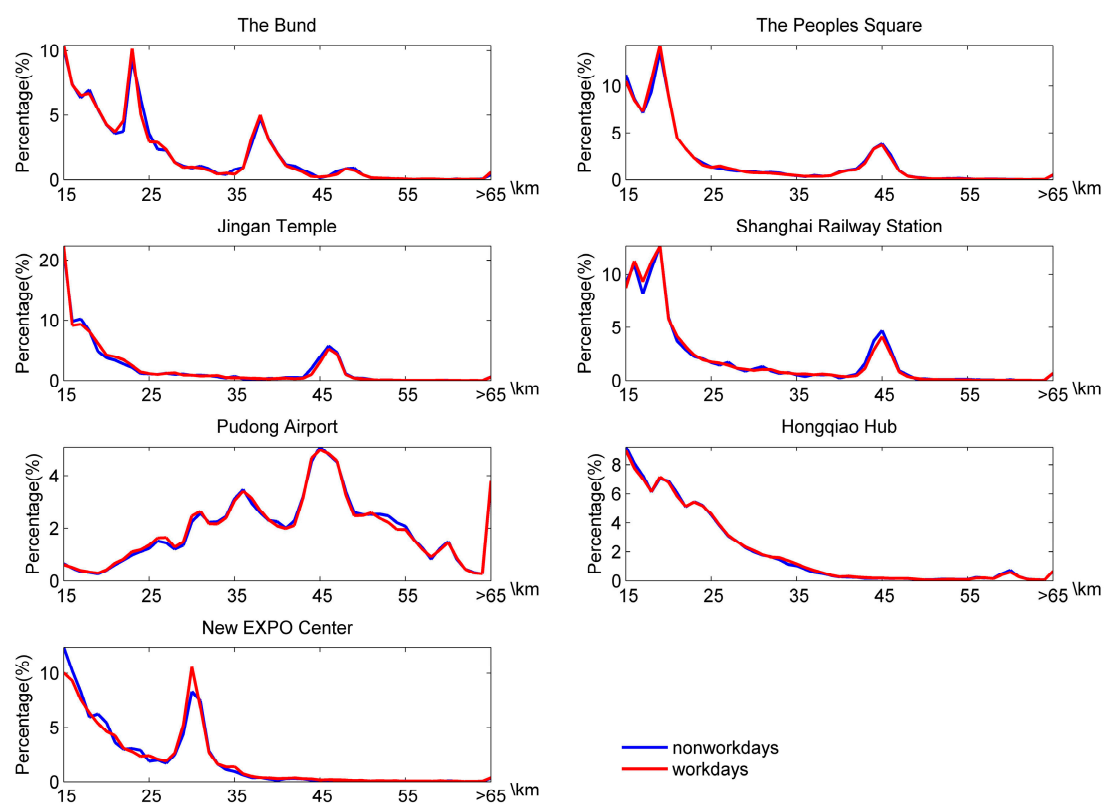 The Bund
Percentage(%)
10
5
0
15 25 35 45 55 >65 \km
The Peoples Square
Percentage(%)
10
5
0
15 25 35 45 55 >65 \km
Jingan Temple
Percentage(%)
20
10
0
15 25 35 45 55 >65 \km
Shanghai Railway Station
Percentage(%)
10
5
0
15 25 35 45 55 >65 \km
Pudong Airport
Percentage(%)
4
2
0
15 25 35 45 55 >65 \km
Hongqiao Hub
Percentage(%)
8
6
4
2
0
15 25 35 45 55 >65 \km
New EXPO Center
Percentage(%)
10
5
0
15 25 35 45 55 >65 \km
nonworkdays
workdays